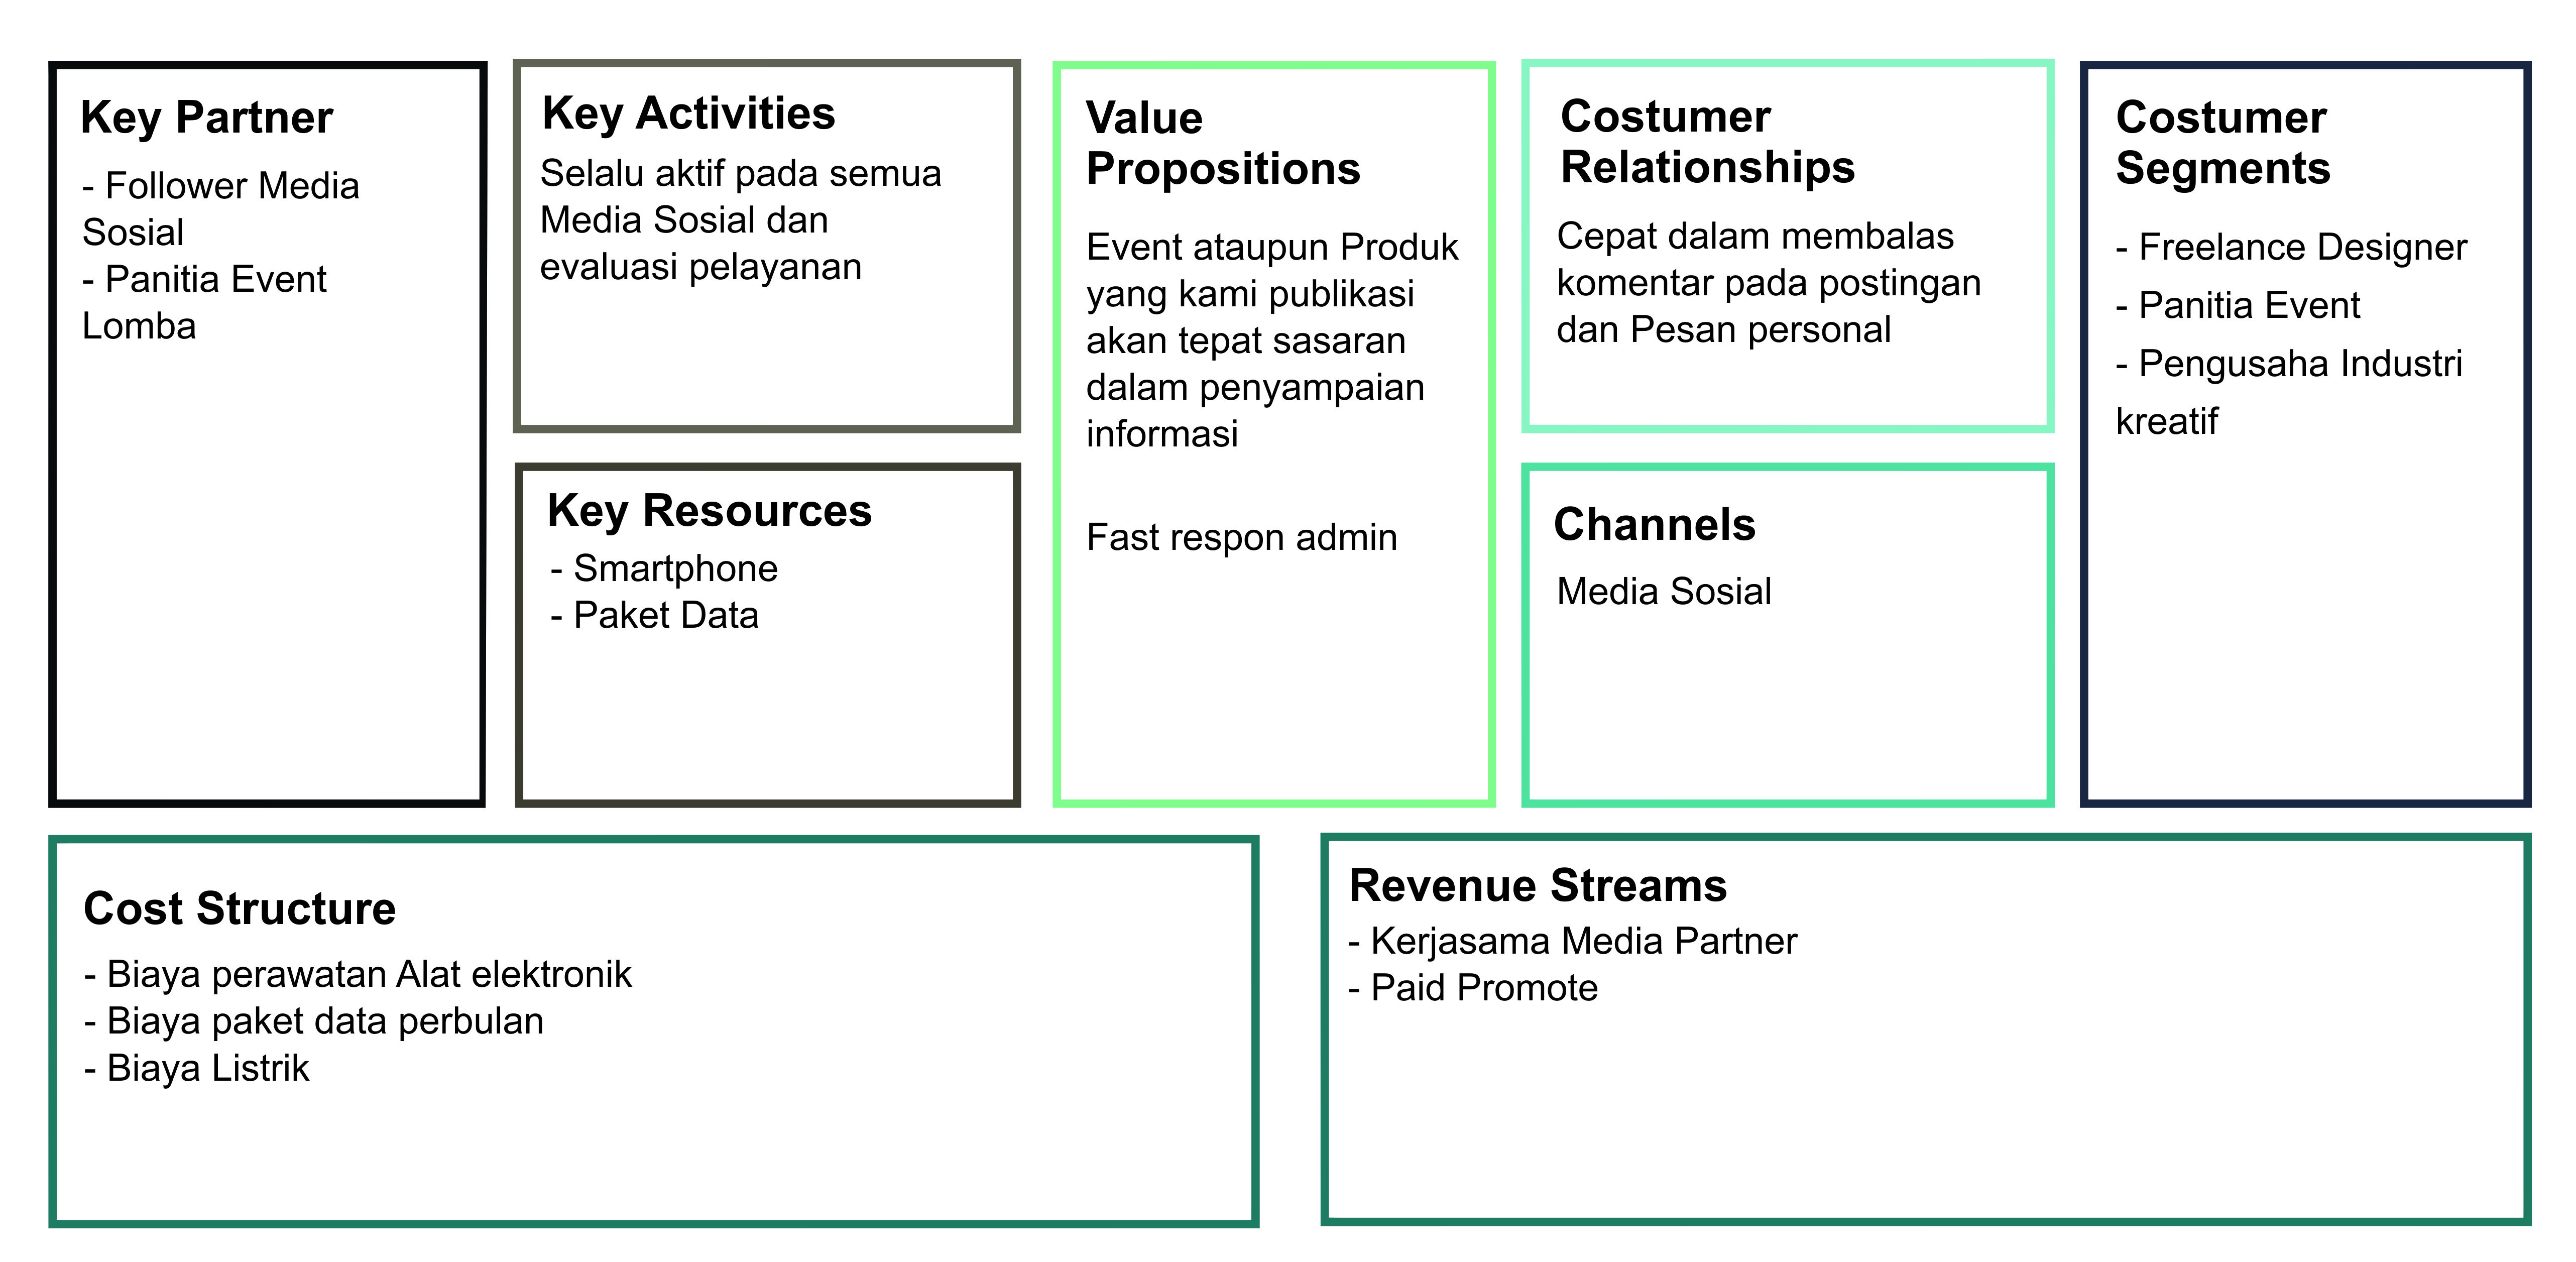 Key Partner
- Follower Media
Sosial
- Panitia Event
Lomba
Key Activities
Selalu aktif pada semua
Media Sosial dan
evaluasi pelayanan
Key Resources
- Smartphone
- Paket Data
Value
Propositions
Event ataupun Produk
yang kami publikasi
akan tepat sasaran
dalam penyampaian
informasi
Fast respon admin
Costumer
Relationships
Cepat dalam membalas
komentar pada postingan
dan Pesan personal
Channels
Media Sosial
Costumer
Segments
- Freelance Designer
- Panitia Event
- Pengusaha Industri
kreatif
Cost Structure
- Biaya perawatan Alat elektronik
- Biaya paket data perbulan
- Biaya Listrik
Revenue Streams
- Kerjasama Media Partner
- Paid Promote